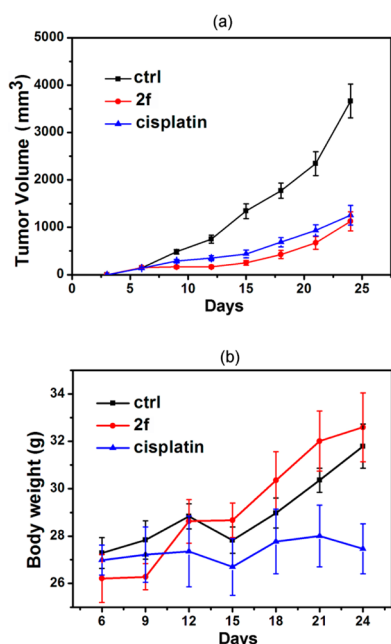 (a)
5000
4000
3000
2000
1000
0
Tumor Volume (mm³)
ctrl
2f
cisplatin
0 5 10 15 20 25
Days
(b)
34
32
30
28
26
Body weight (g)
ctrl
2f
cisplatin
6 9 12 15 18 21 24
Days